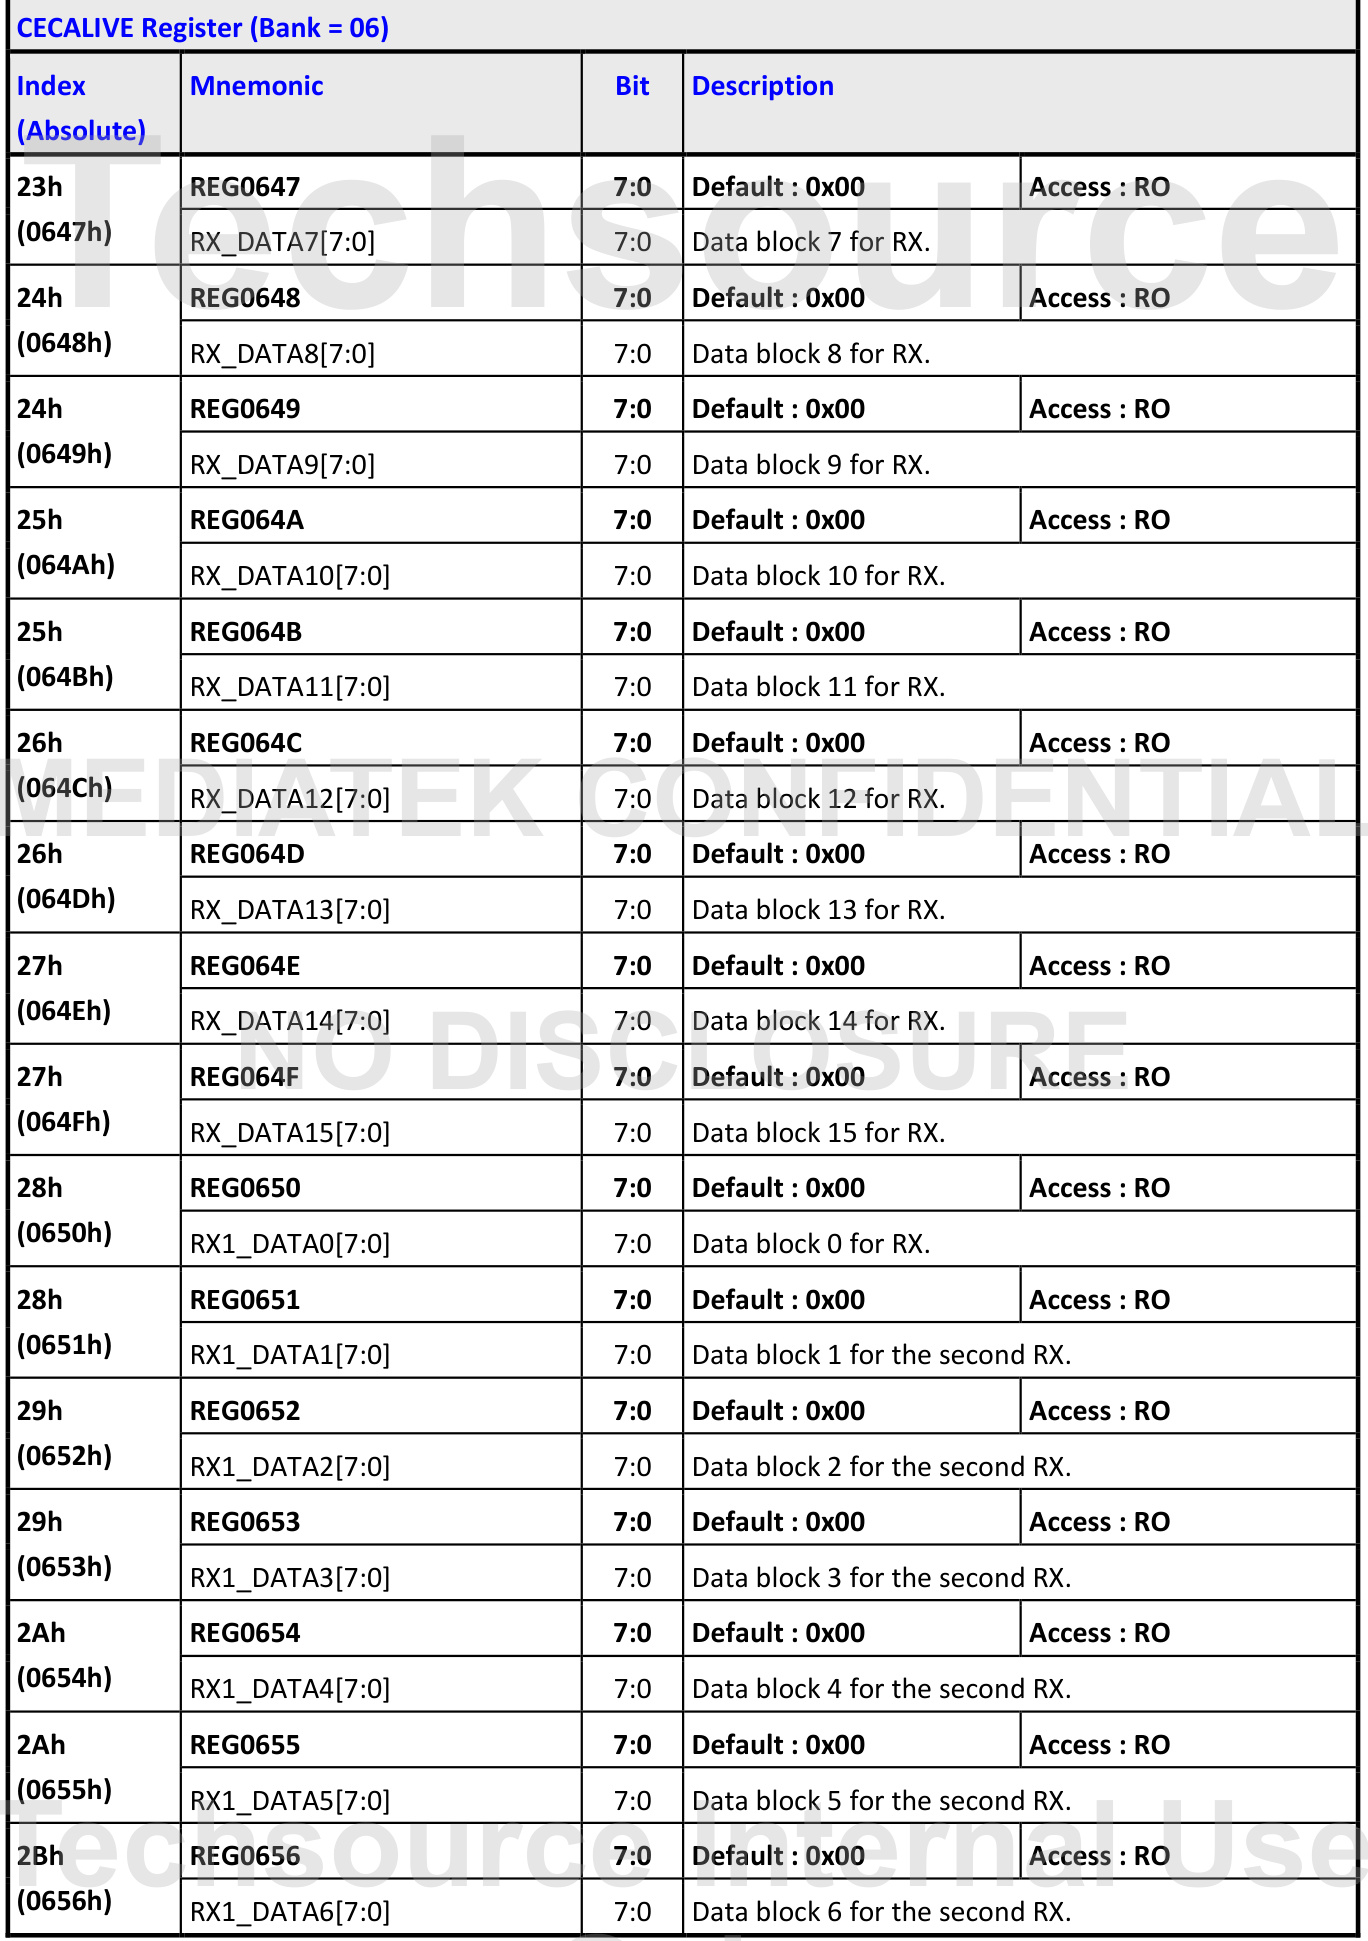 CECALIVE Register (Bank = 06)
Index (Absolute) Mnemonic Bit Description
23h (0647h) REG0647 7:0 Default : 0x00 Access : RO
RX_DATA7[7:0] 7:0 Data block 7 for RX.
24h (0648h) REG0648 7:0 Default : 0x00 Access : RO
RX_DATA8[7:0] 7:0 Data block 8 for RX.
24h (0649h) REG0649 7:0 Default : 0x00 Access : RO
RX_DATA9[7:0] 7:0 Data block 9 for RX.
25h (064Ah) REG064A 7:0 Default : 0x00 Access : RO
RX_DATA10[7:0] 7:0 Data block 10 for RX.
25h (064Bh) REG064B 7:0 Default : 0x00 Access : RO
RX_DATA11[7:0] 7:0 Data block 11 for RX.
26h (064Ch) REG064C 7:0 Default : 0x00 Access : RO
RX_DATA12[7:0] 7:0 Data block 12 for RX.
26h (064Dh) REG064D 7:0 Default : 0x00 Access : RO
RX_DATA13[7:0] 7:0 Data block 13 for RX.
27h (064Eh) REG064E 7:0 Default : 0x00 Access : RO
RX_DATA14[7:0] 7:0 Data block 14 for RX.
27h (064Fh) REG064F 7:0 Default : 0x00 Access : RO
RX_DATA15[7:0] 7:0 Data block 15 for RX.
28h (0650h) REG0650 7:0 Default : 0x00 Access : RO
RX1_DATA0[7:0] 7:0 Data block 0 for RX.
28h (0651h) REG0651 7:0 Default : 0x00 Access : RO
RX1_DATA1[7:0] 7:0 Data block 1 for the second RX.
29h (0652h) REG0652 7:0 Default : 0x00 Access : RO
RX1_DATA2[7:0] 7:0 Data block 2 for the second RX.
29h (0653h) REG0653 7:0 Default : 0x00 Access : RO
RX1_DATA3[7:0] 7:0 Data block 3 for the second RX.
2Ah (0654h) REG0654 7:0 Default : 0x00 Access : RO
RX1_DATA4[7:0] 7:0 Data block 4 for the second RX.
2Ah (0655h) REG0655 7:0 Default : 0x00 Access : RO
RX1_DATA5[7:0] 7:0 Data block 5 for the second RX.
2Bh (0656h) REG0656 7:0 Default : 0x00 Access : RO
RX1_DATA6[7:0] 7:0 Data block 6 for the second RX.
Techsource
MEDIATEK CONFIDENTIAL
NO DISCLOSURE
Techsource Internal Use